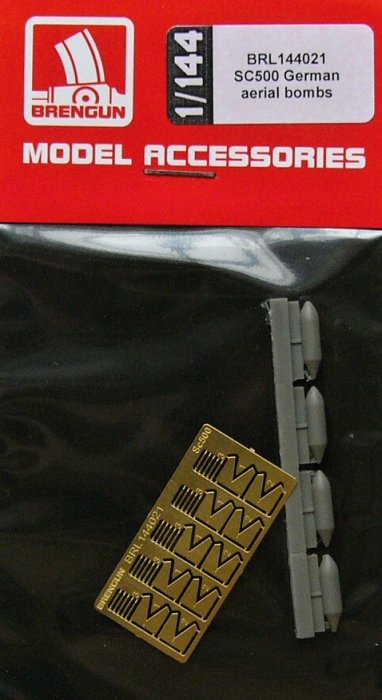 BRENGUN
1/144
BRL144021
SC500 German
aerial bombs
MODEL ACCESSORIES
Sc500
BRENGUN BRL144021